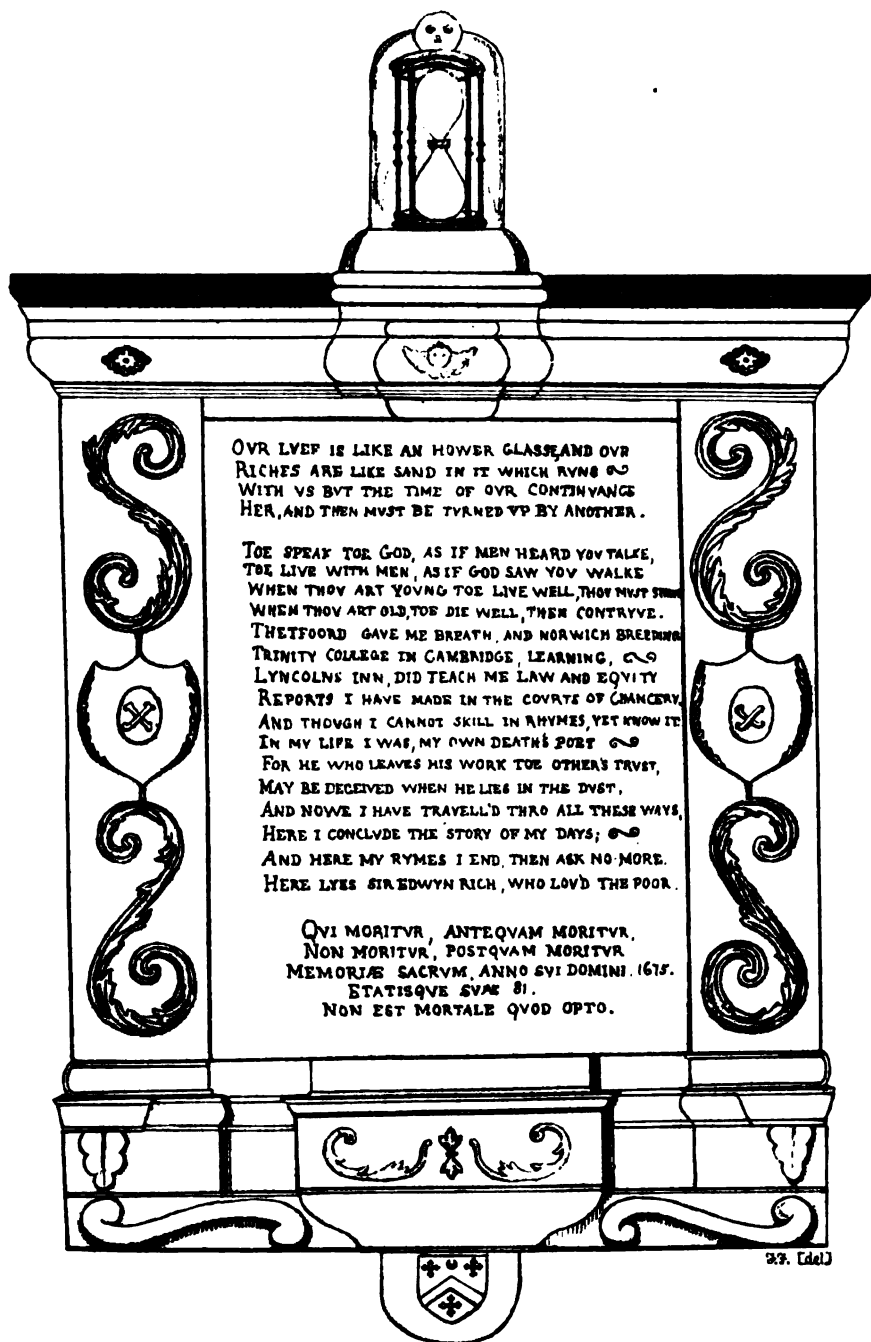 OVR LYEF IS LIKE AN HOWER GLASSE, AND OVR
RICHES ARE LIKE SAND IN IT WHICH RVNS
WITH VS BVT THE TIME OF OVR CONTINVANCE
HER, AND THEN MVST BE TVRNED VP BY ANOTHER.
TOE SPEAK TOE GOD, AS IF MEN HEARD YOV TALKE,
TOE LIVE WITH MEN, AS IF GOD SAW YOV WALKE
WHEN THOV ART YOVNG TOE LIVE WELL, THOV MVST
WHEN THOV ART OLD, TOE DIE WELL, THEN CONTRYVE.
THETFOORD GAVE ME BREATH, AND NORWICH BREEDING
TRINITY COLLEGE IN CAMBRIDGE, LEARNING,
LYNCOLNS INN, DID TEACH ME LAW AND EQVITY
REPORTS I HAVE MADE IN THE COVRTS OF CHANCERY,
AND THOVGH I CANNOT SKILL IN RHYMES, YET KNOW IT
IN MY LIFE I WAS, MY OWN DEATH'S POET
FOR HE WHO LEAVES HIS WORK TOE OTHER'S TRVST,
MAY BE DECEIVED WHEN HE LIES IN THE DVST,
AND NOWE I HAVE TRAVELL'D THRO ALL THESE WAYS,
HERE I CONCLVDE THE STORY OF MY DAYS;
AND HERE MY RYMES I END, THEN ASK NO MORE.
HERE LYES SIR EDWYN RICH, WHO LOV'D THE POOR.
QVI MORITVR, ANTEQVAM MORITVR,
NON MORITVR, POSTQVAM MORITVR
MEMORIÆ SACRVM, ANNO SVI DOMINI. 1675.
ETATISQVE SVAE 81.
NON EST MORTALE QVOD OPTO.
J.F. [del]